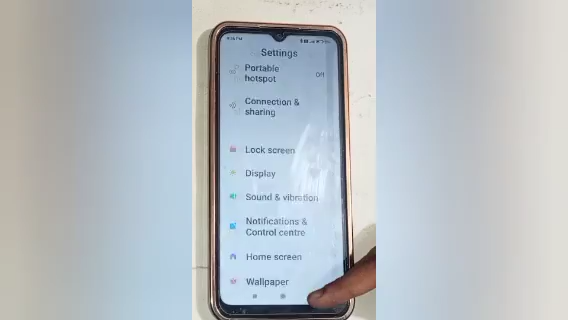 Settings
Portable
hotspot
Off
Connection &
sharing
Lock screen
Display
Sound & vibration
Notifications &
Control centre
Home screen
Wallpaper